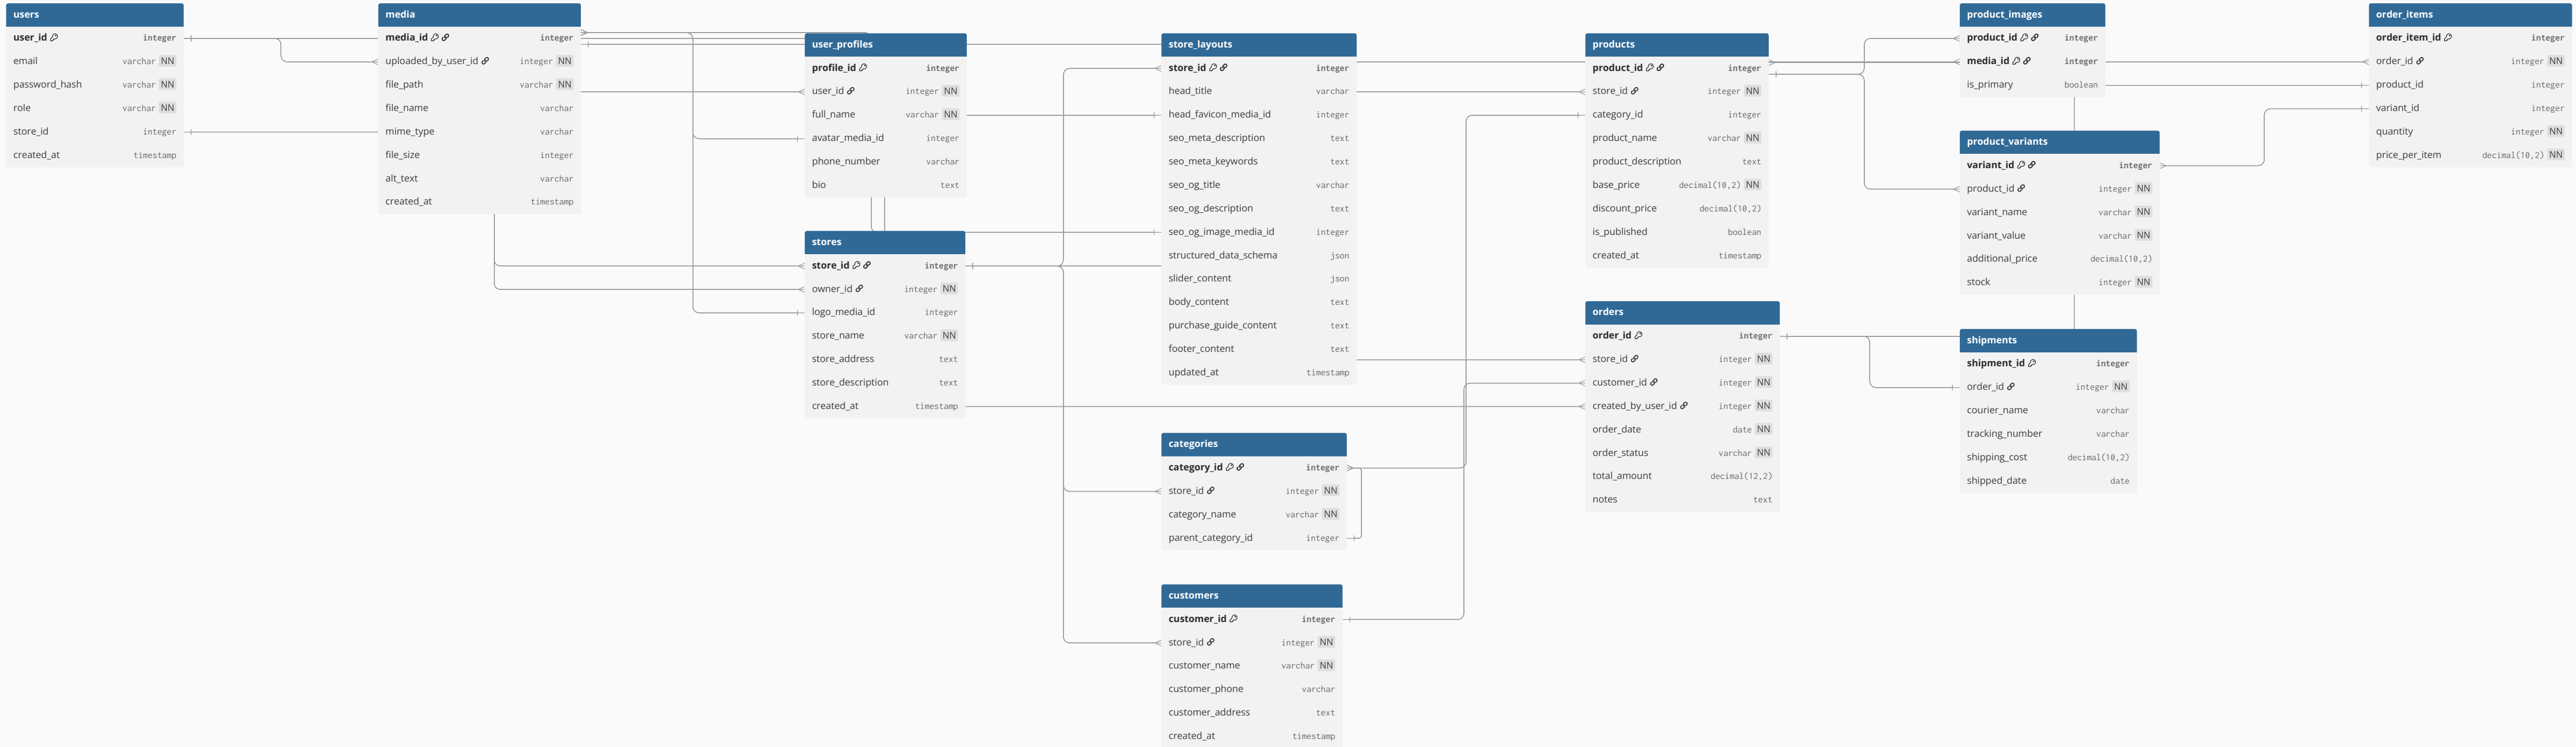 users
user_id integer
email varchar NN
password_hash varchar NN
role varchar NN
store_id integer
created_at timestamp
media
media_id integer
uploaded_by_user_id integer NN
file_path varchar NN
file_name varchar
mime_type varchar
file_size integer
alt_text varchar
created_at timestamp
user_profiles
profile_id integer
user_id integer NN
full_name varchar NN
avatar_media_id integer
phone_number varchar
bio text
stores
store_id integer
owner_id integer NN
logo_media_id integer
store_name varchar NN
store_address text
store_description text
created_at timestamp
store_layouts
store_id integer
head_title varchar
head_favicon_media_id integer
seo_meta_description text
seo_meta_keywords text
seo_og_title varchar
seo_og_description text
seo_og_image_media_id integer
structured_data_schema json
slider_content json
body_content text
purchase_guide_content text
footer_content text
updated_at timestamp
categories
category_id integer
store_id integer NN
category_name varchar NN
parent_category_id integer
customers
customer_id integer
store_id integer NN
customer_name varchar NN
customer_phone varchar
customer_address text
created_at timestamp
products
product_id integer
store_id integer NN
category_id integer
product_name varchar NN
product_description text
base_price decimal(10,2) NN
discount_price decimal(10,2)
is_published boolean
created_at timestamp
orders
order_id integer
store_id integer NN
customer_id integer NN
created_by_user_id integer NN
order_date date NN
order_status varchar NN
total_amount decimal(12,2)
notes text
product_images
product_id integer
media_id integer
is_primary boolean
product_variants
variant_id integer
product_id integer NN
variant_name varchar NN
variant_value varchar NN
additional_price decimal(10,2)
stock integer NN
shipments
shipment_id integer
order_id integer NN
courier_name varchar
tracking_number varchar
shipping_cost decimal(10,2)
shipped_date date
order_items
order_item_id integer
order_id integer NN
product_id integer
variant_id integer
quantity integer NN
price_per_item decimal(10,2) NN